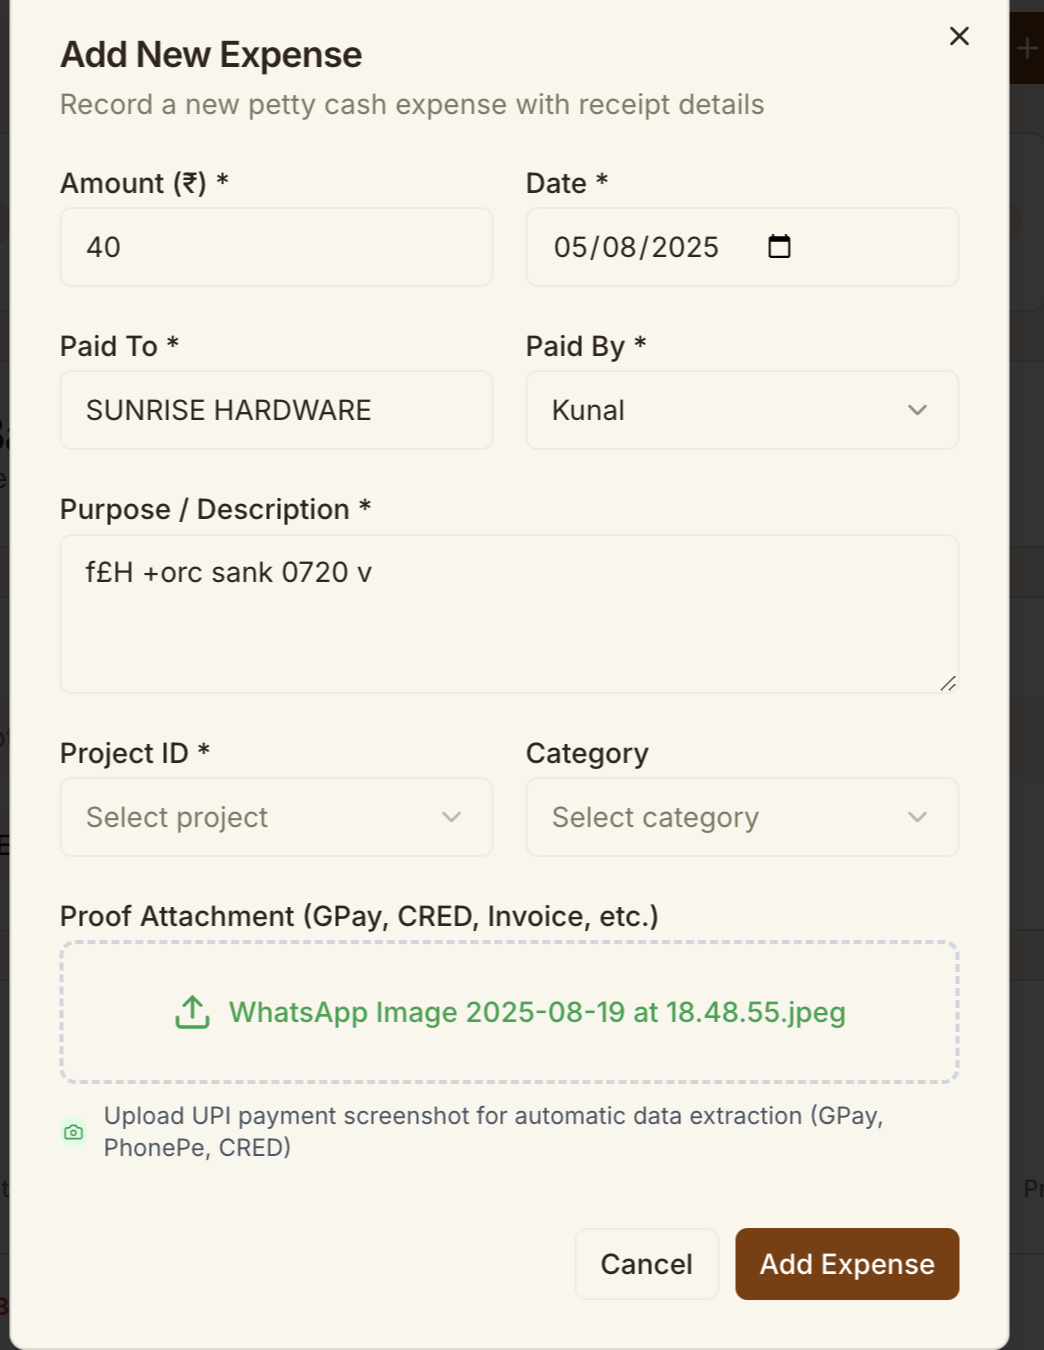 Add New Expense
Record a new petty cash expense with receipt details
Amount (₹) *
Date *
40
05/08/2025
Paid To *
Paid By *
SUNRISE HARDWARE
Kunal
Purpose / Description *
f£H +orc sank 0720 v
Project ID *
Category
Select project
Select category
Proof Attachment (GPay, CRED, Invoice, etc.)
WhatsApp Image 2025-08-19 at 18.48.55.jpeg
Upload UPI payment screenshot for automatic data extraction (GPay,
PhonePe, CRED)
Cancel
Add Expense